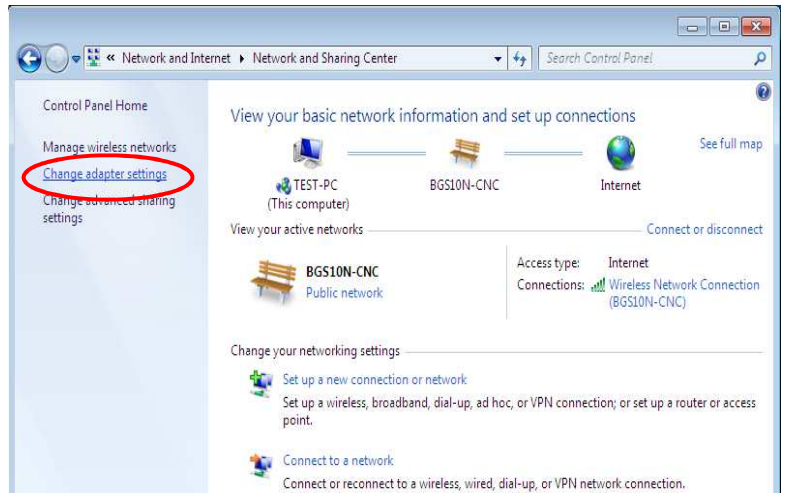 « Network and Internet ▸ Network and Sharing Center
Search Control Panel
Control Panel Home
Manage wireless networks
Change adapter settings
Change advanced sharing
settings
View your basic network information and set up connections
See full map
TEST-PC
(This computer)
BGS10N-CNC
Internet
View your active networks
Connect or disconnect
BGS10N-CNC
Public network
Access type: Internet
Connections: Wireless Network Connection
(BGS10N-CNC)
Change your networking settings
Set up a new connection or network
Set up a wireless, broadband, dial-up, ad hoc, or VPN connection; or set up a router or access
point.
Connect to a network
Connect or reconnect to a wireless, wired, dial-up, or VPN network connection.